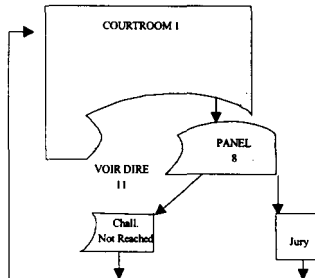 COURTROOM 1
PANEL
8
VOIR DIRE
11
Chall.
Not Reached
Jury